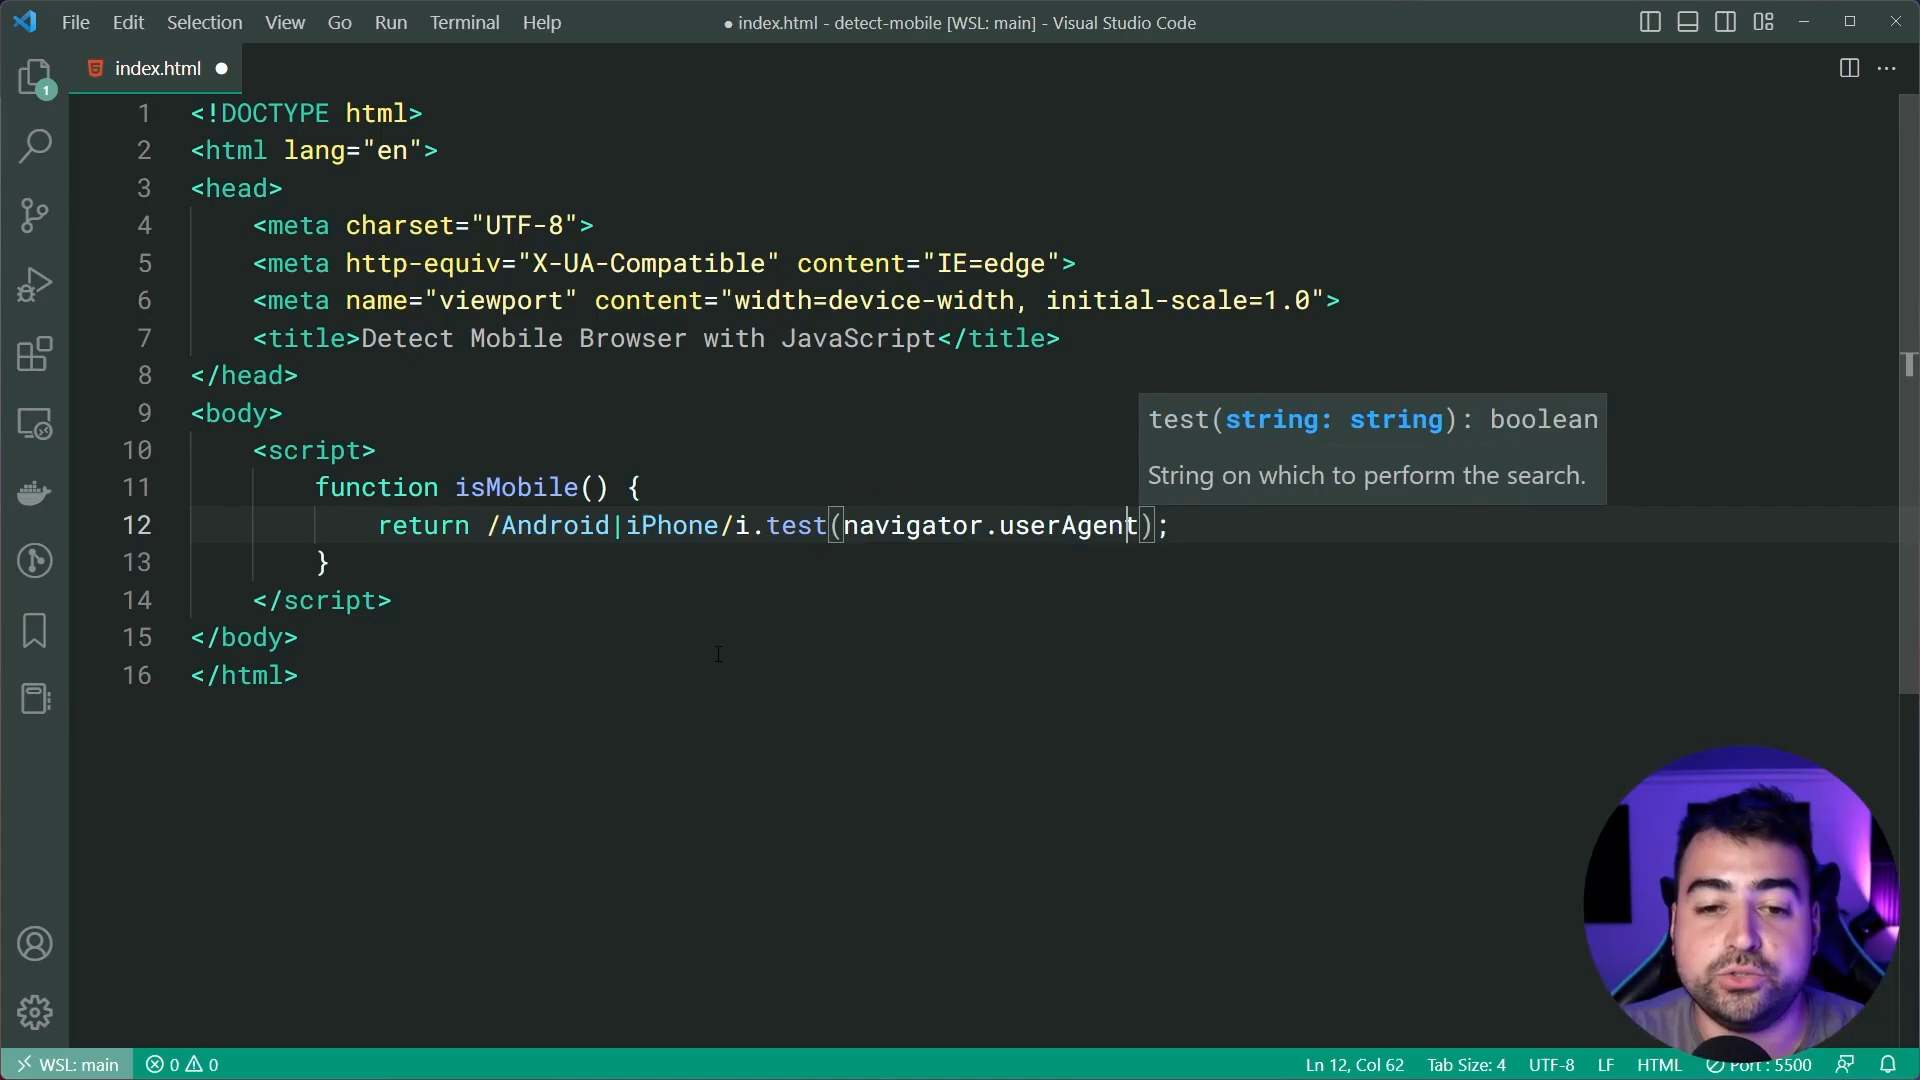 File Edit Selection View Go Run Terminal Help
● index.html - detect-mobile [WSL: main] - Visual Studio Code
index.html ●
1
1 <!DOCTYPE html>
2 <html lang="en">
3 <head>
4 <meta charset="UTF-8">
5 <meta http-equiv="X-UA-Compatible" content="IE=edge">
6 <meta name="viewport" content="width=device-width, initial-scale=1.0">
7 <title>Detect Mobile Browser with JavaScript</title>
8 </head>
9 <body>
test(string: string): boolean
10 <script>
String on which to perform the search.
11 function isMobile() {
12 return /Android|iPhone/i.test(navigator.userAgent);
13 }
14 </script>
15 </body>
16 </html>
WSL: main 0 0 Ln 12, Col 62 Tab Size: 4 UTF-8 LF HTML Port : 5500